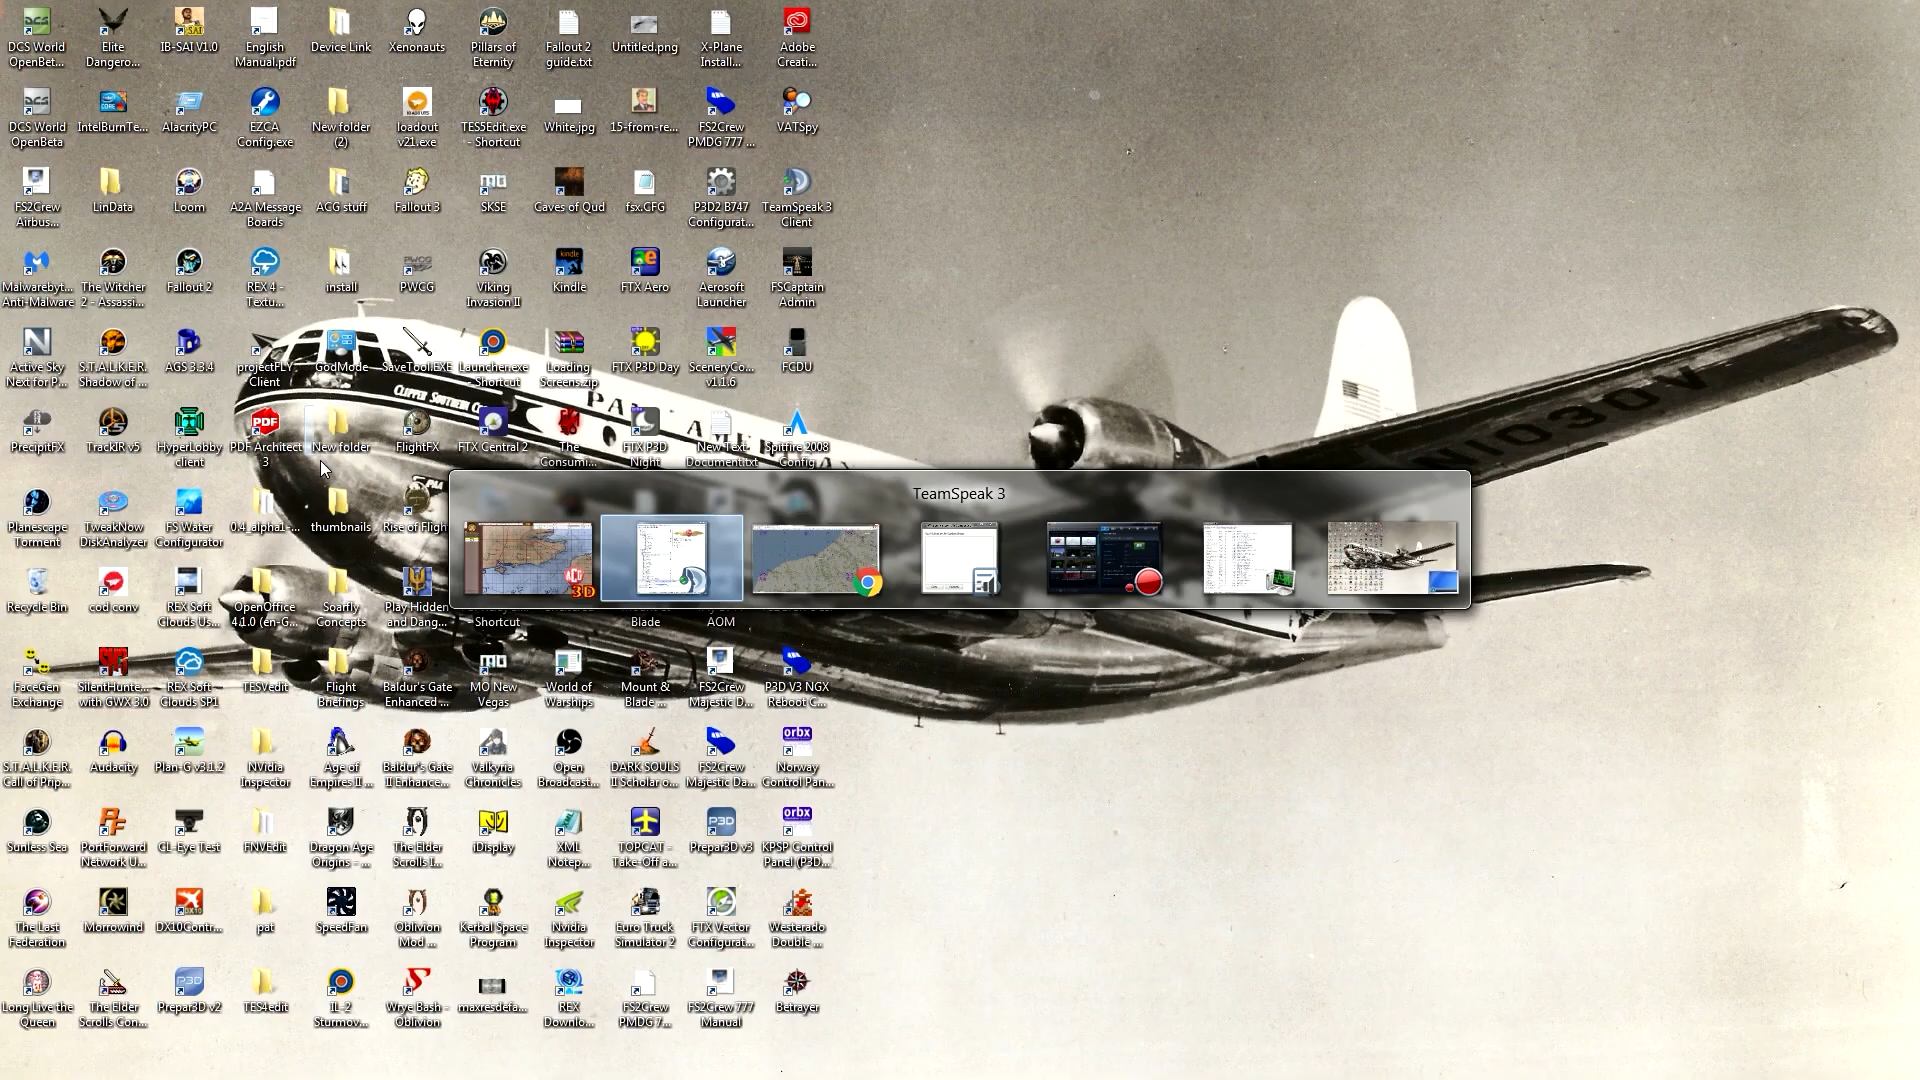 DCS World
OpenBet...
Elite
Dangero...
IB-SAI V1.0
English
Manual.pdf
Device Link
Xenonauts
Pillars of
Eternity
Fallout 2
guide.txt
Untitled.png
X-Plane
Install...
Adobe
Creati...
DCS World
OpenBeta
IntelBurnTe...
AlacrityPC
EZCA
Config.exe
New folder
(2)
loadout
v21.exe
TES5Edit.exe
- Shortcut
White.jpg
15-from-re...
FS2Crew
PMDG 777 ...
VATSpy
FS2Crew
Airbus...
LinData
Loom
A2A Message
Boards
ACG stuff
Fallout 3
SKSE
Caves of Qud
fsx.CFG
P3D2 B747
Configurat...
TeamSpeak 3
Client
Malwarebyt...
Anti-Malware
The Witcher
2 - Assassi...
Fallout 2
REX 4 -
Textu...
install
PWCG
Viking
Invasion II
Kindle
FTX Aero
Aerosoft
Launcher
FSCaptain
Admin
Active Sky
Next for P...
S.T.A.L.K.E.R.
Shadow of ...
AGS 3.3.4
projectFLY
Client
GodMode
SaveTool.EXE
Launcher.exe
- Shortcut
Loading
Screens.zip
FTX P3D Day
SceneryCo...
v1.1.6
FCDU
CLIPPER SOUTHERN C
PAN AMERICAN
N1030V
PrecipitFX
TrackIR v5
HyperLobby
client
PDF Architect
3
New folder
FlightFX
FTX Central 2
The
Consumi...
FTX P3D
Night
New Text
Document.txt
Spitfire 2008
Config
TeamSpeak 3
Planescape
Torment
TweakNow
DiskAnalyzer
FS Water
Configurator
0.4_alpha1-...
thumbnails
Rise of Flight
Recycle Bin
cod conv
REX Soft
Clouds Us...
OpenOffice
4.1.0 (en-G...
Soarfly
Concepts
Play Hidden
and Dang...
Shortcut
Blade
AOM
FaceGen
Exchange
SilentHunte...
with GWX 3.0
REX Soft
Clouds SP1
TESVedit
Flight
Briefings
Baldur's Gate
Enhanced ...
MO New
Vegas
World of
Warships
Mount &
Blade ...
FS2Crew
Majestic D...
P3D V3 NGX
Reboot C...
S.T.A.L.K.E.R.
Call of Prip...
Audacity
Plan-G v3.1.2
NVidia
Inspector
Age of
Empires II ...
Baldur's Gate
II Enhance...
Valkyria
Chronicles
Open
Broadcast...
DARK SOULS
II Scholar o...
FS2Crew
Majestic Da...
Norway
Control Pan...
Sunless Sea
PortForward
Network U...
CL-Eye Test
FNVEdit
Dragon Age
Origins - ...
The Elder
Scrolls I...
iDisplay
XML
Notep...
TOPCAT -
Take-Off a...
Prepar3D v3
KPSP Control
Panel (P3D...
The Last
Federation
Morrowind
DX10Contr...
pat
SpeedFan
Oblivion
Mod ...
Kerbal Space
Program
Nvidia
Inspector
Euro Truck
Simulator 2
FTX Vector
Configurat...
Westerado
Double ...
Long Live the
Queen
The Elder
Scrolls Con...
Prepar3D v2
TES4edit
IL-2
Sturmov...
Wrye Bash -
Oblivion
maxresdefa...
REX
Downlo...
FS2Crew
PMDG 7...
FS2Crew 777
Manual
Betrayer